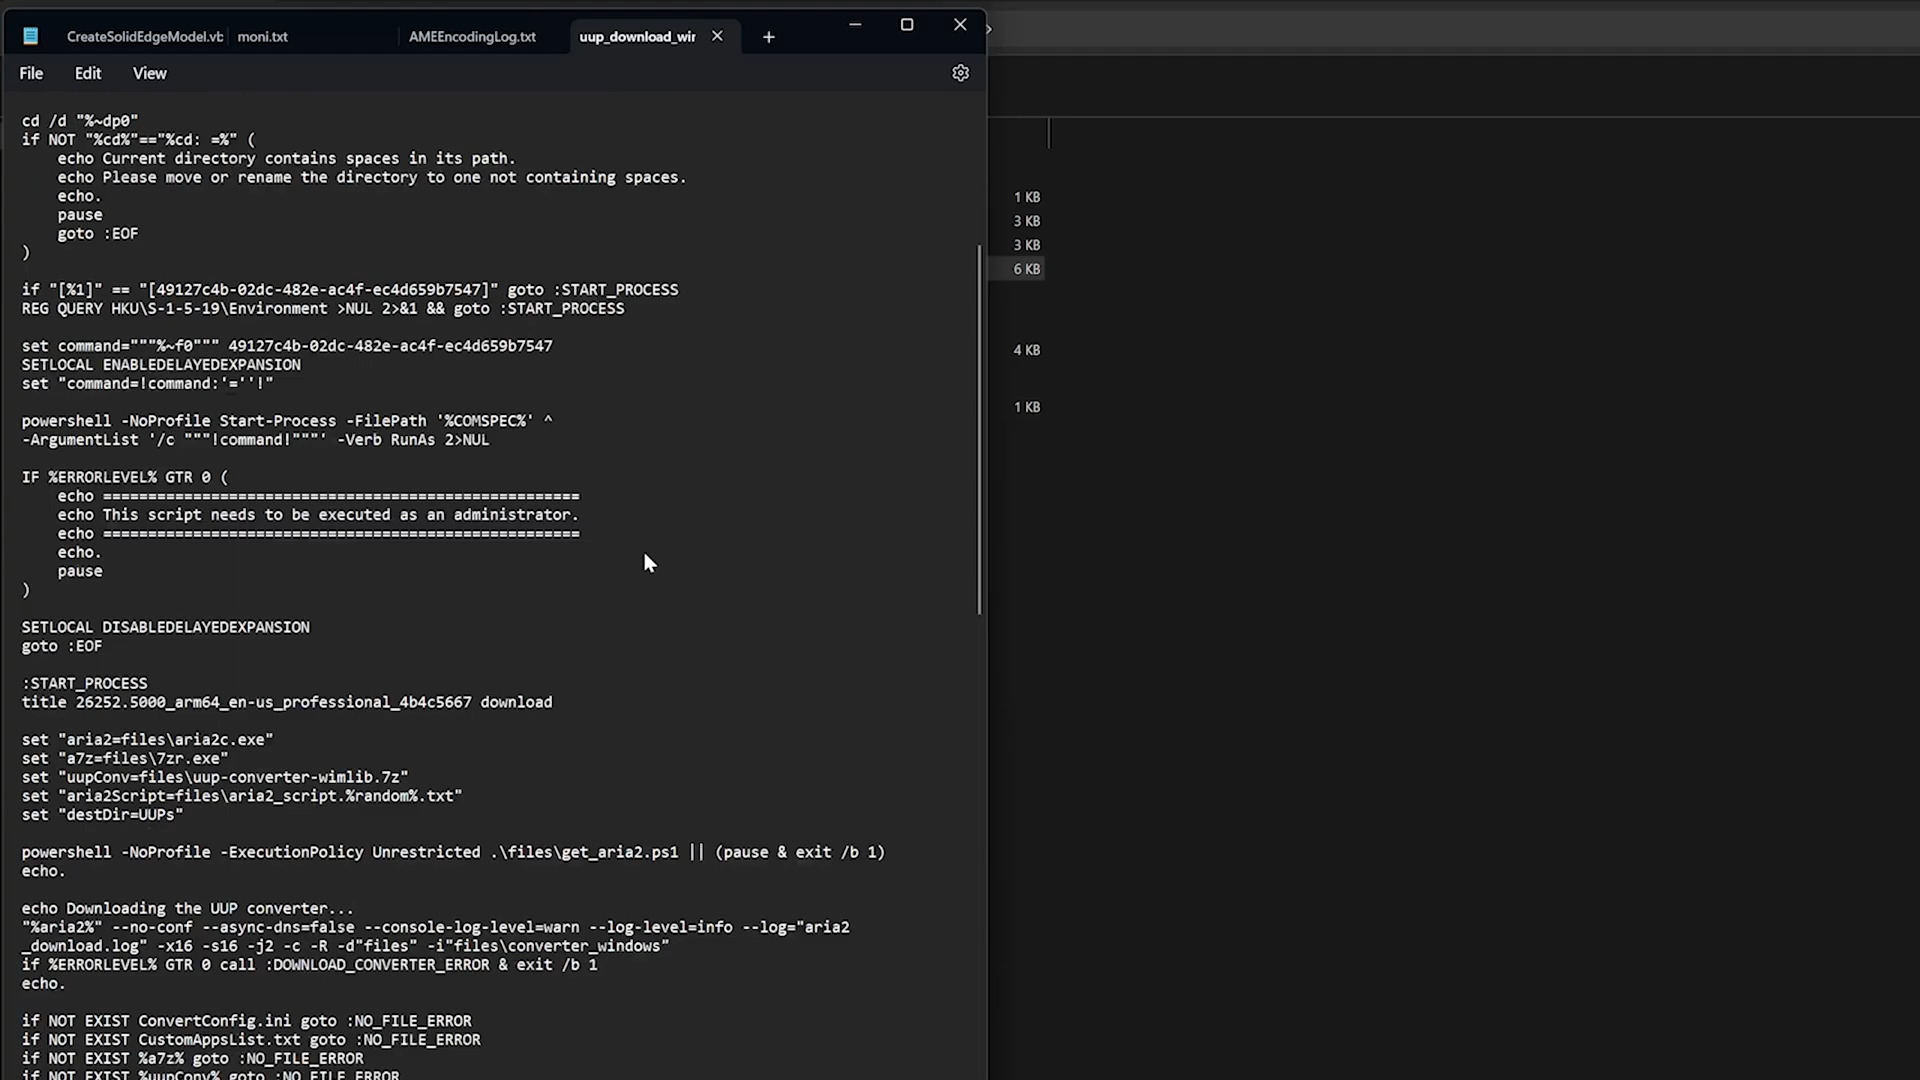 CreateSolidEdgeModel.vb
moni.txt
AMEEncodingLog.txt
uup_download_wir
File
Edit
View
cd /d "%~dp0"
if NOT "%cd%"=="%cd: =%" (
    echo Current directory contains spaces in its path.
    echo Please move or rename the directory to one not containing spaces.
    echo.
    pause
    goto :EOF
)
if "[%1]" == "[49127c4b-02dc-482e-ac4f-ec4d659b7547]" goto :START_PROCESS
REG QUERY HKU\S-1-5-19\Environment >NUL 2>&1 && goto :START_PROCESS
set command="""%~f0""" 49127c4b-02dc-482e-ac4f-ec4d659b7547
SETLOCAL ENABLEDELAYEDEXPANSION
set "command=!command:'=''!"
powershell -NoProfile Start-Process -FilePath '%COMSPEC%' ^
-ArgumentList '/c """!command!"""' -Verb RunAs 2>NUL
IF %ERRORLEVEL% GTR 0 (
    echo =====================================================
    echo This script needs to be executed as an administrator.
    echo =====================================================
    echo.
    pause
)
SETLOCAL DISABLEDELAYEDEXPANSION
goto :EOF
:START_PROCESS
title 26252.5000_arm64_en-us_professional_4b4c5667 download
set "aria2=files\aria2c.exe"
set "a7z=files\7zr.exe"
set "uupConv=files\uup-converter-wimlib.7z"
set "aria2Script=files\aria2_script.%random%.txt"
set "destDir=UUPs"
powershell -NoProfile -ExecutionPolicy Unrestricted .\files\get_aria2.ps1 || (pause & exit /b 1)
echo.
echo Downloading the UUP converter...
"%aria2%" --no-conf --async-dns=false --console-log-level=warn --log-level=info --log="aria2
_download.log" -x16 -s16 -j2 -c -R -d"files" -i"files\converter_windows"
if %ERRORLEVEL% GTR 0 call :DOWNLOAD_CONVERTER_ERROR & exit /b 1
echo.
if NOT EXIST ConvertConfig.ini goto :NO_FILE_ERROR
if NOT EXIST CustomAppsList.txt goto :NO_FILE_ERROR
if NOT EXIST %a7z% goto :NO_FILE_ERROR
if NOT EXIST %uupConv% goto :NO_FILE_ERROR
1 KB
3 KB
3 KB
6 KB
4 KB
1 KB